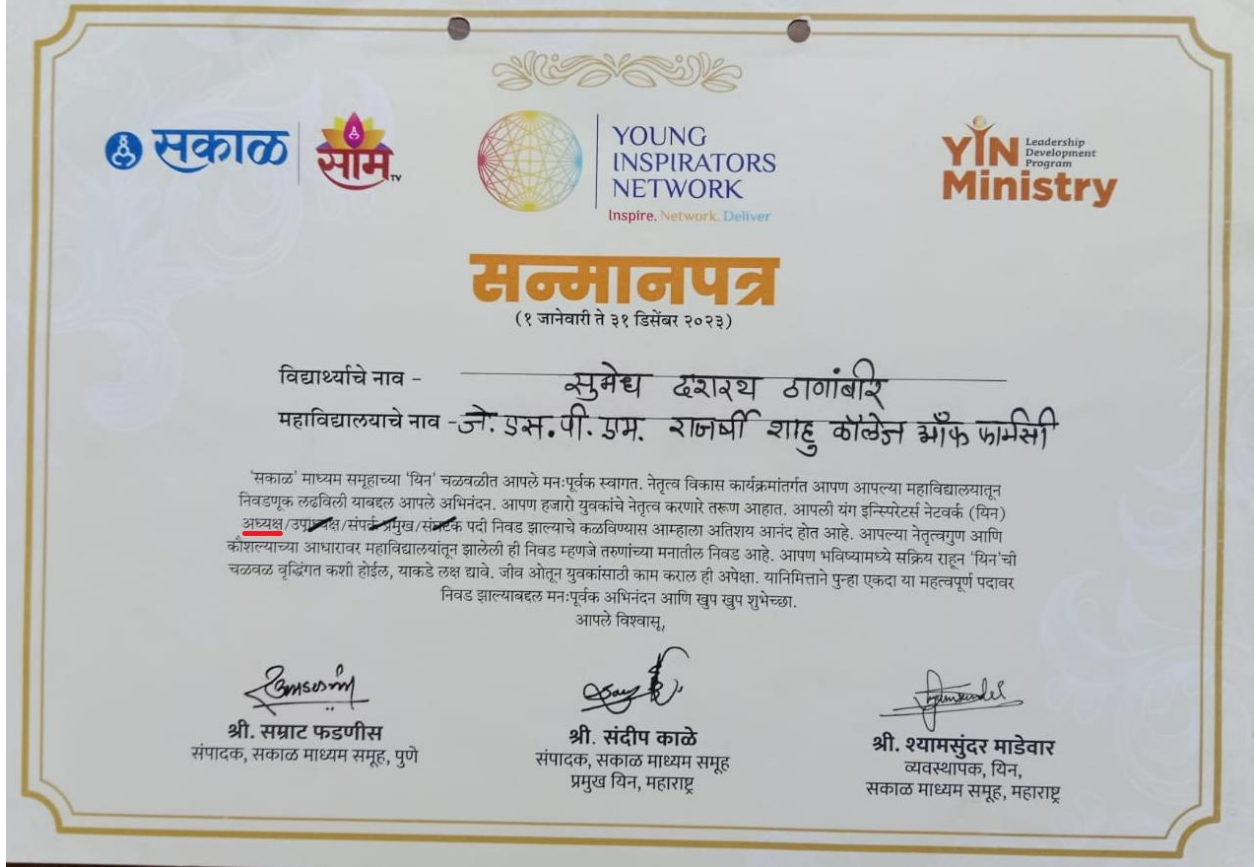 सकाळ
साम TV
YOUNG
INSPIRATORS
NETWORK
Inspire. Network. Deliver
YIN Leadership Development Program
Ministry
सन्मानपत्र
(१ जानेवारी ते ३१ डिसेंबर २०२३)
विद्यार्थ्याचे नाव - सुमेध दशरथ ठाणांबीर
महाविद्यालयाचे नाव - जे. एस. पी. एम. राजर्षी शाहु कॉलेज ऑफ फार्मसी
'सकाळ' माध्यम समूहाच्या 'यिन' चळवळीत आपले मनःपूर्वक स्वागत. नेतृत्व विकास कार्यक्रमांतर्गत आपण आपल्या महाविद्यालयातून
निवडणूक लढविली याबद्दल आपले अभिनंदन. आपण हजारो युवकांचे नेतृत्व करणारे तरूण आहात. आपली यंग इन्स्पिरेटर्स नेटवर्क (यिन)
अध्यक्ष/उपाध्यक्ष/संपर्क प्रमुख/संघटक पदी निवड झाल्याचे कळविण्यास आम्हाला अतिशय आनंद होत आहे. आपल्या नेतृत्वगुण आणि
कौशल्याच्या आधारावर महाविद्यालयांतून झालेली ही निवड म्हणजे तरुणांच्या मनातील निवड आहे. आपण भविष्यामध्ये सक्रिय राहून 'यिन'ची
चळवळ वृद्धिंगत कशी होईल, याकडे लक्ष द्यावे. जीव ओतून युवकांसाठी काम कराल ही अपेक्षा. यानिमित्ताने पुन्हा एकदा या महत्वपूर्ण पदावर
निवड झाल्याबद्दल मनःपूर्वक अभिनंदन आणि खुप खुप शुभेच्छा.
आपले विश्वासू,
श्री. सम्राट फडणीस
संपादक, सकाळ माध्यम समूह, पुणे
श्री. संदीप काळे
संपादक, सकाळ माध्यम समूह
प्रमुख यिन, महाराष्ट्र
श्री. श्यामसुंदर माडेवार
व्यवस्थापक, यिन,
सकाळ माध्यम समूह, महाराष्ट्र